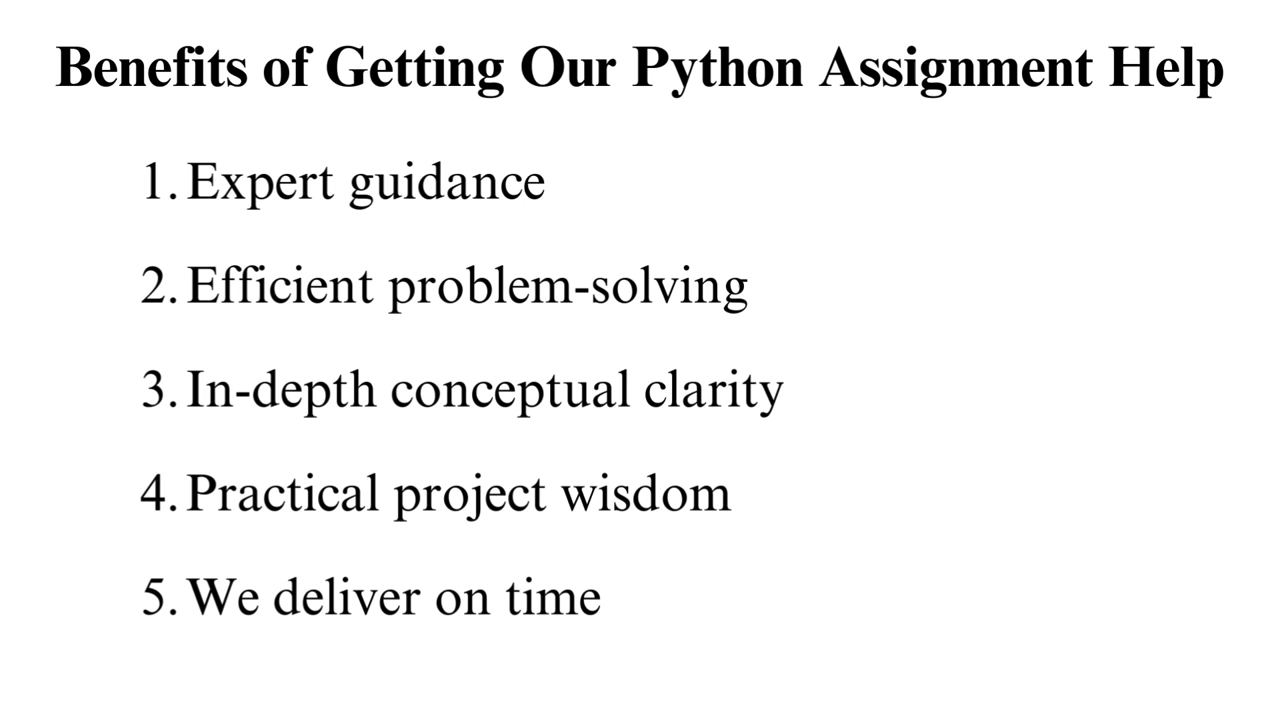 Benefits of Getting Our Python Assignment Help
1. Expert guidance
2. Efficient problem-solving
3. In-depth conceptual clarity
4. Practical project wisdom
5. We deliver on time